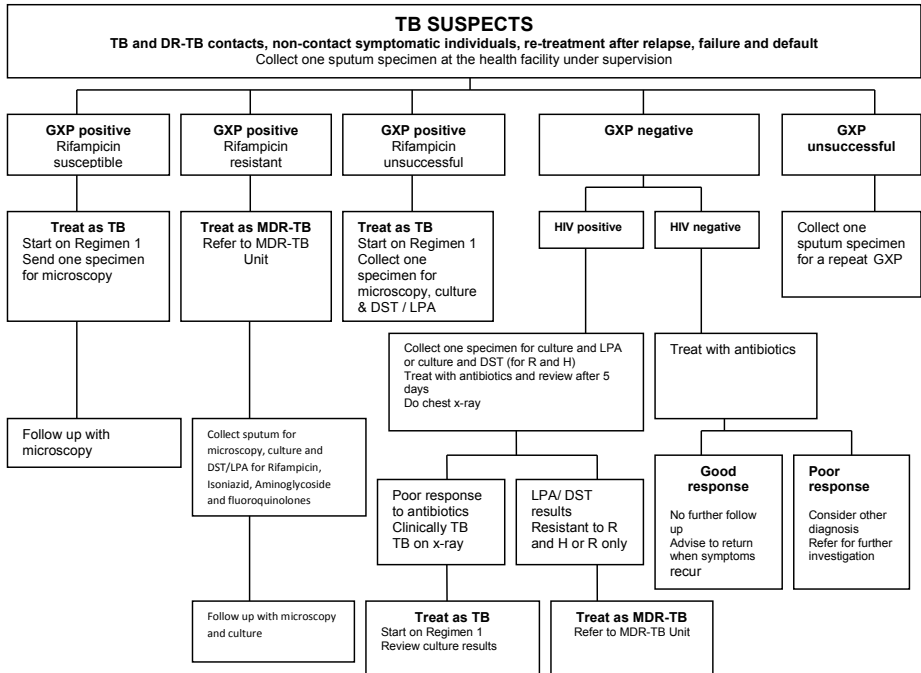 TB SUSPECTS
TB and DR-TB contacts, non-contact symptomatic individuals, re-treatment after relapse, failure and default
Collect one sputum specimen at the health facility under supervision
GXP positive
Rifampicin
susceptible
GXP positive
Rifampicin
resistant
GXP positive
Rifampicin
unsuccessful
GXP negative
GXP
unsuccessful
Treat as TB
Start on Regimen 1
Send one specimen
for microscopy
Treat as MDR-TB
Refer to MDR-TB
Unit
Treat as TB
Start on Regimen 1
Collect one
specimen for
microscopy, culture
& DST / LPA
HIV positive
HIV negative
Collect one
sputum specimen
for a repeat GXP
Collect one specimen for culture and LPA
or culture and DST (for R and H)
Treat with antibiotics and review after 5
days
Do chest x-ray
Treat with antibiotics
Follow up with
microscopy
Collect sputum for
microscopy, culture and
DST/LPA for Rifampicin,
Isoniazid, Aminoglycoside
and fluoroquinolones
Poor response
to antibiotics
Clinically TB
TB on x-ray
LPA/ DST
results
Resistant to R
and H or R only
Good
response
No further follow
up
Advise to return
when symptoms
recur
Poor
response
Consider other
diagnosis
Refer for further
investigation
Follow up with microscopy
and culture
Treat as TB
Start on Regimen 1
Review culture results
Treat as MDR-TB
Refer to MDR-TB Unit